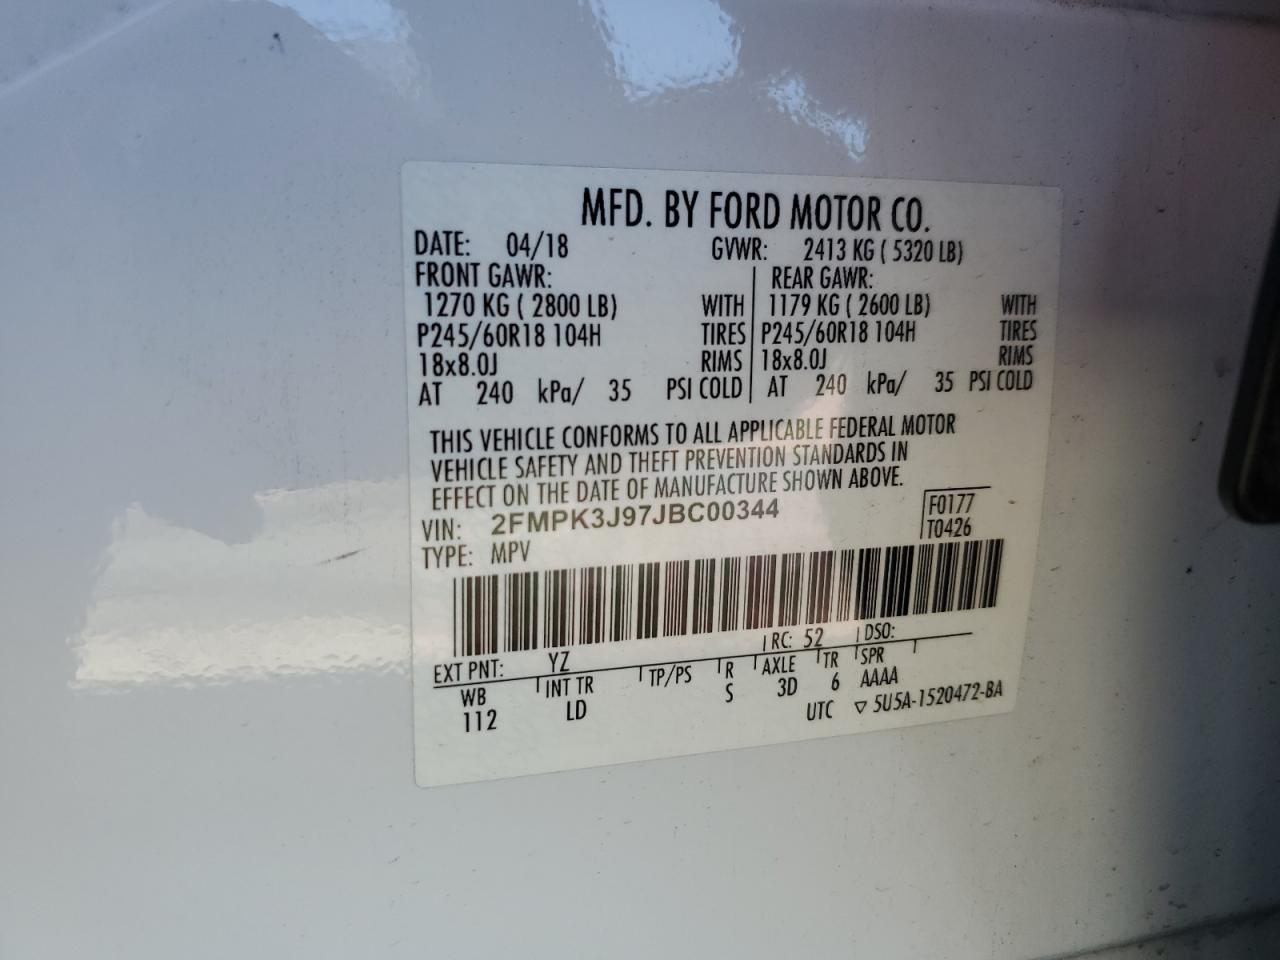 MFD. BY FORD MOTOR CO.
DATE: 04/18 GVWR: 2413 KG ( 5320 LB)
FRONT GAWR: REAR GAWR:
1270 KG ( 2800 LB) WITH 1179 KG ( 2600 LB) WITH
P245/60R18 104H TIRES P245/60R18 104H TIRES
18x8.0J RIMS 18x8.0J RIMS
AT 240 kPa/ 35 PSI COLD AT 240 kPa/ 35 PSI COLD
THIS VEHICLE CONFORMS TO ALL APPLICABLE FEDERAL MOTOR
VEHICLE SAFETY AND THEFT PREVENTION STANDARDS IN
EFFECT ON THE DATE OF MANUFACTURE SHOWN ABOVE.
VIN: 2FMPK3J97JBC00344 F0177
TYPE: MPV T0426
EXT PNT: YZ RC: 52 DSO:
WB INT TR TP/PS R AXLE TR SPR
112 LD S 3D 6 AAAA
UTC ▽ 5U5A-1520472-BA